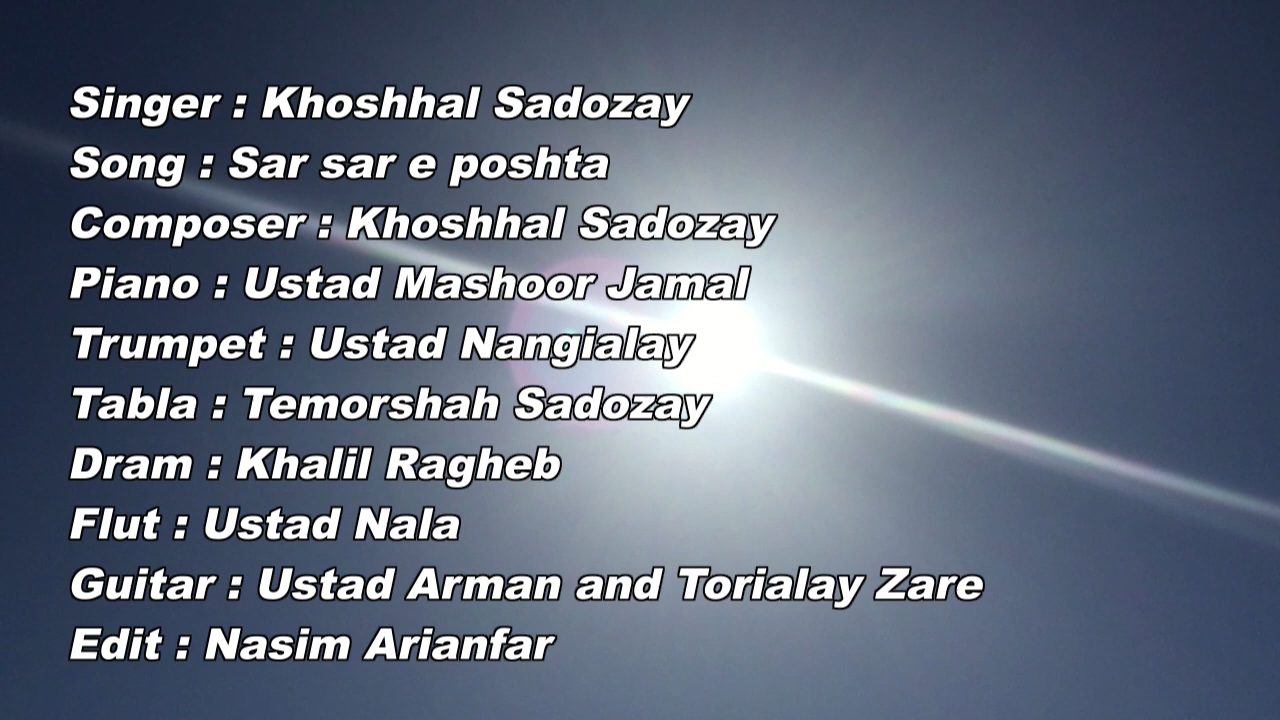 Singer : Khoshhal Sadozay
Song : Sar sar e poshta
Composer : Khoshhal Sadozay
Piano : Ustad Mashoor Jamal
Trumpet : Ustad Nangialay
Tabla : Temorshah Sadozay
Dram : Khalil Ragheb
Flut : Ustad Nala
Guitar : Ustad Arman and Torialay Zare
Edit : Nasim Arianfar